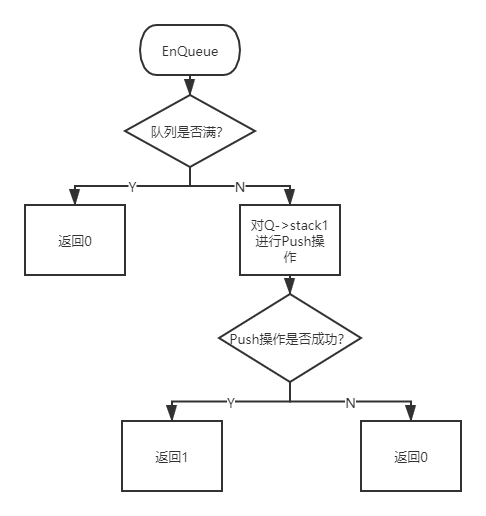 EnQueue
队列是否满?
Y
N
返回0
对Q->stack1
进行Push操
作
Push操作是否成功?
Y
N
返回1
返回0